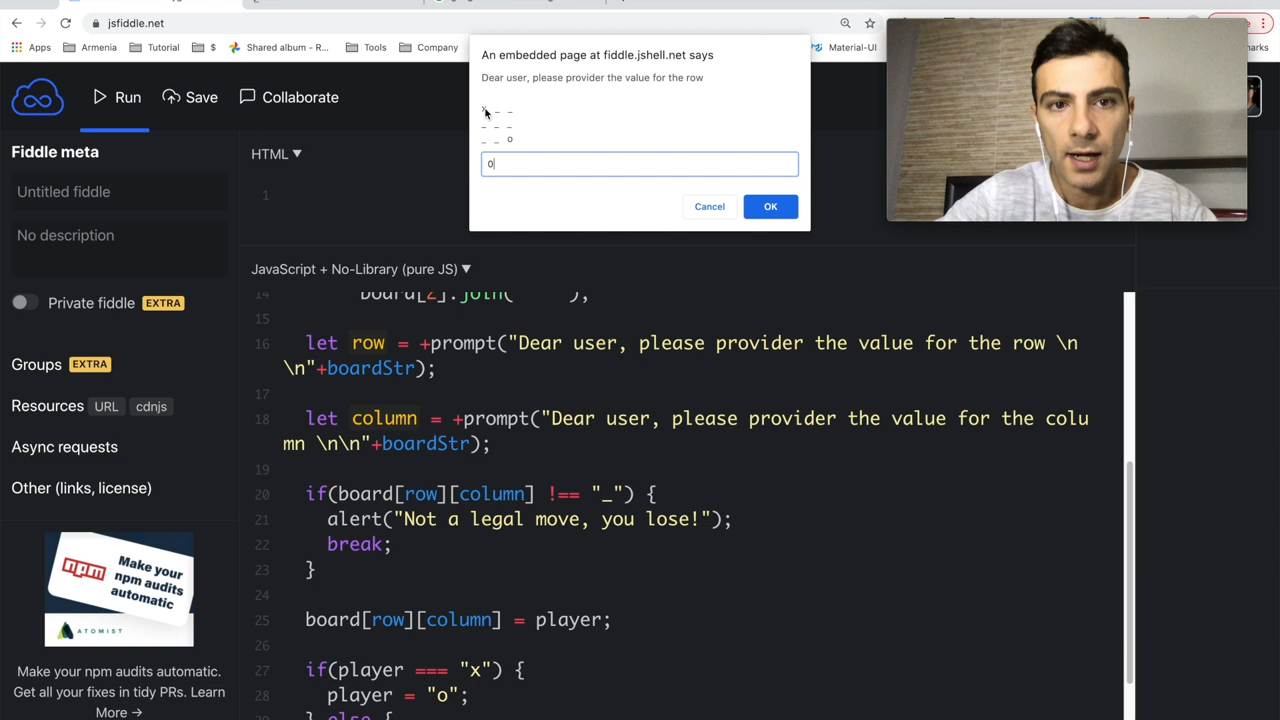 jsfiddle.net
Apps
Armenia
Tutorial
$
Shared album - R...
Tools
Company
Material-UI
An embedded page at fiddle.jshell.net says
Dear user, please provider the value for the row
x _ _
_ _ _
_ _ o
0
Cancel
OK
Run
Save
Collaborate
Fiddle meta
Untitled fiddle
No description
Private fiddle EXTRA
Groups EXTRA
Resources URL cdnjs
Async requests
Other (links, license)
Make your
npm audits
automatic
ATOMIST
Make your npm audits automatic.
Get all your fixes in tidy PRs. Learn
More →
HTML ▼
1
JavaScript + No-Library (pure JS) ▼
14 board[2].join(
15
16 let row = +prompt("Dear user, please provider the value for the row \n
\n"+boardStr);
17
18 let column = +prompt("Dear user, please provider the value for the colu
mn \n\n"+boardStr);
19
20 if(board[row][column] !== "_") {
21 alert("Not a legal move, you lose!");
22 break;
23 }
24
25 board[row][column] = player;
26
27 if(player === "x") {
28 player = "o";
} else {